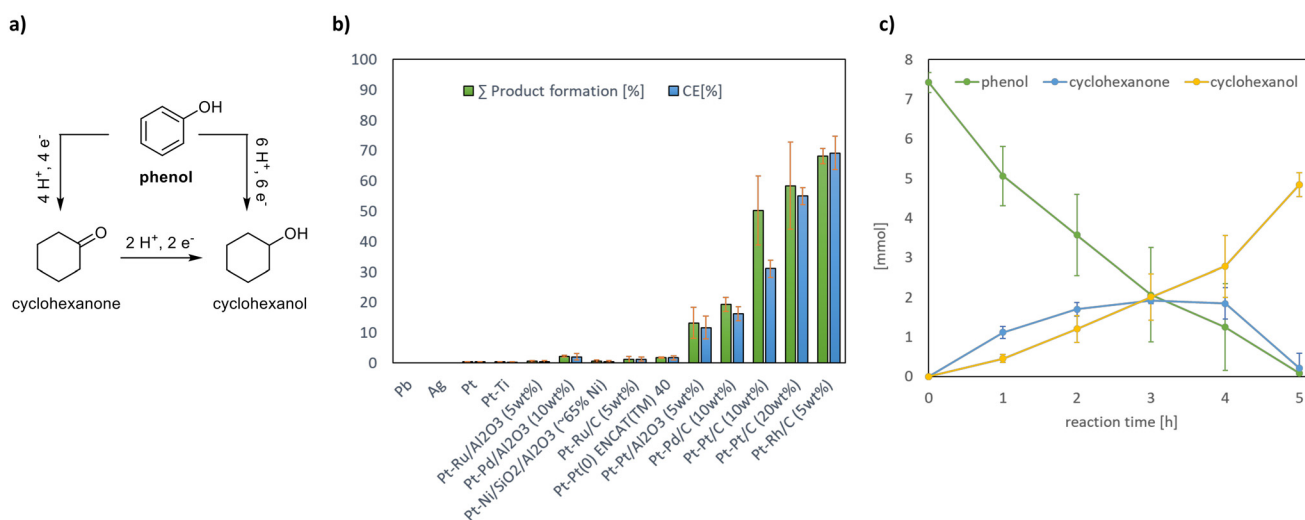 a)
OH
phenol
4 H+, 4 e-
6 H+, 6 e-
O
2 H+, 2 e-
OH
cyclohexanone
cyclohexanol
b)
100
90
80
70
60
50
40
30
20
10
0
∑ Product formation [%]
CE[%]
Pb
Ag
Pt
Pt-Ti
Pt-Ru/Al2O3 (5wt%)
Pt-Pd/Al2O3 (10wt%)
Pt-Ni/SiO2/Al2O3 (~65% Ni)
Pt-Ru/C (5wt%)
Pt-Pt(0) ENCAT(TM) 40
Pt-Pt/Al2O3 (5wt%)
Pt-Pd/C (10wt%)
Pt-Pt/C (10wt%)
Pt-Pt/C (20wt%)
Pt-Rh/C (5wt%)
c)
8
7
6
5
4
3
2
1
0
[mmol]
phenol
cyclohexanone
cyclohexanol
0
1
2
3
4
5
reaction time [h]